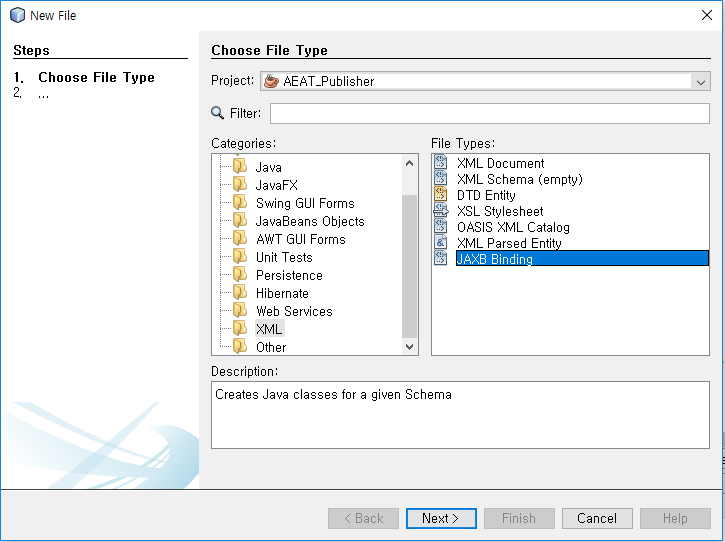 New File
Steps
1. Choose File Type
2. ...
Choose File Type
Project: AEAT_Publisher
Filter:
Categories:
Java
JavaFX
Swing GUI Forms
JavaBeans Objects
AWT GUI Forms
Unit Tests
Persistence
Hibernate
Web Services
XML
Other
File Types:
XML Document
XML Schema (empty)
DTD Entity
XSL Stylesheet
OASIS XML Catalog
XML Parsed Entity
JAXB Binding
Description:
Creates Java classes for a given Schema
< Back Next > Finish Cancel Help